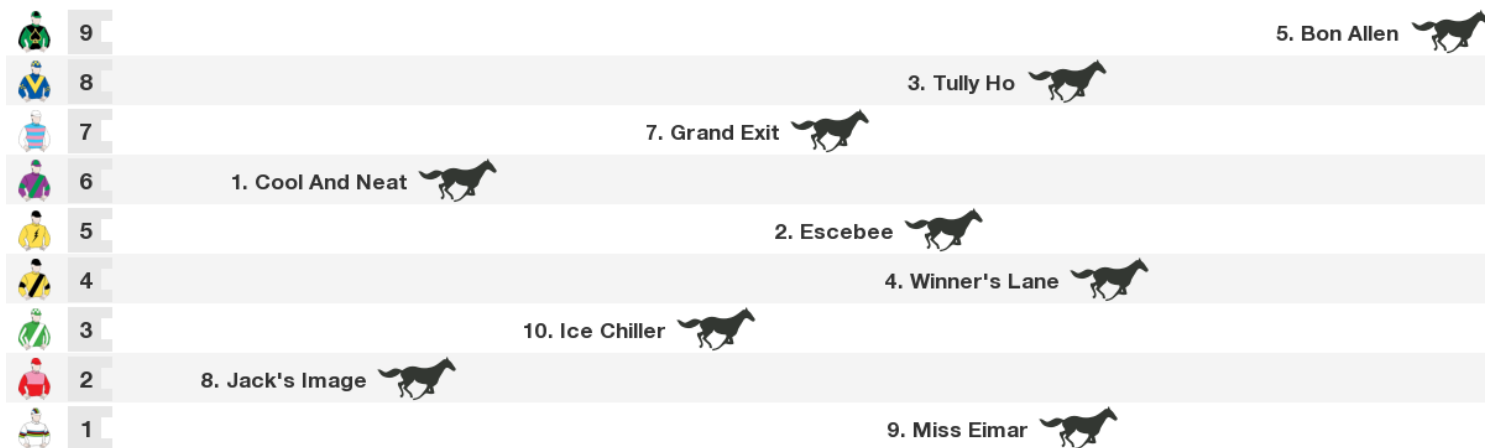 9 5. Bon Allen
8 3. Tully Ho
7 7. Grand Exit
6 1. Cool And Neat
5 2. Escebee
4 4. Winner's Lane
3 10. Ice Chiller
2 8. Jack's Image
1 9. Miss Eimar